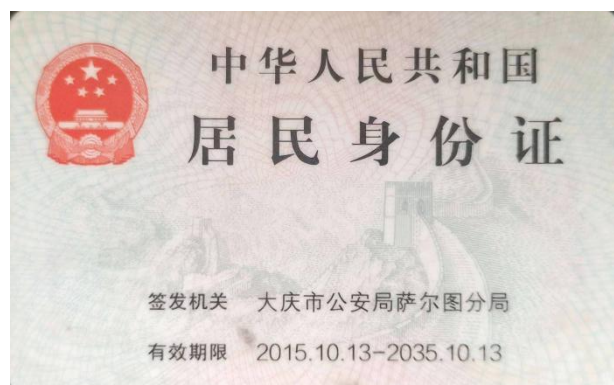 中华人民共和国
居民身份证
签发机关 大庆市公安局萨尔图分局
有效期限 2015.10.13-2035.10.13